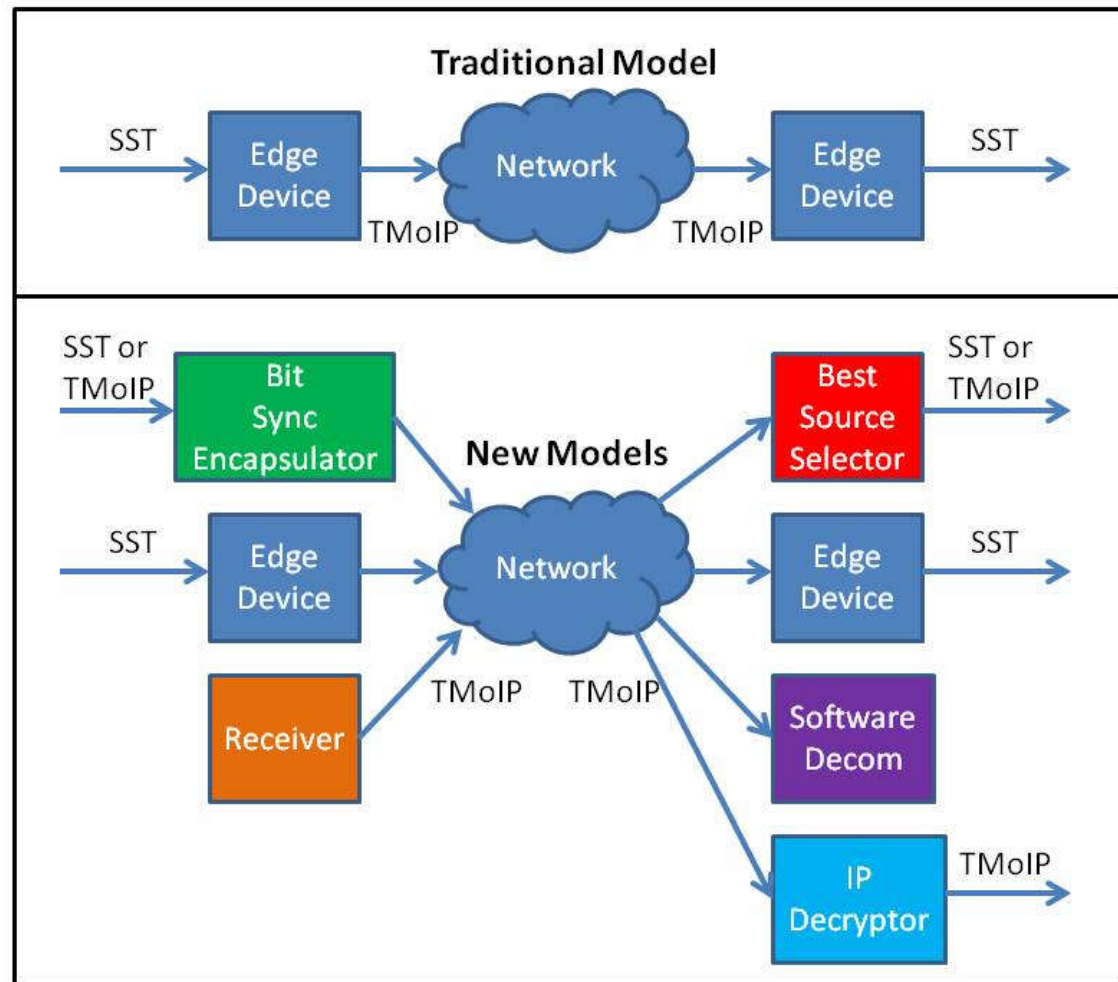 Traditional Model
SST
Edge
Device
TMoIP
Network
TMoIP
Edge
Device
SST
SST or
TMoIP
Bit
Sync
Encapsulator
New Models
Best
Source
Selector
SST or
TMoIP
SST
Edge
Device
Network
Edge
Device
SST
Receiver
TMoIP
TMoIP
Software
Decom
IP
Decryptor
TMoIP